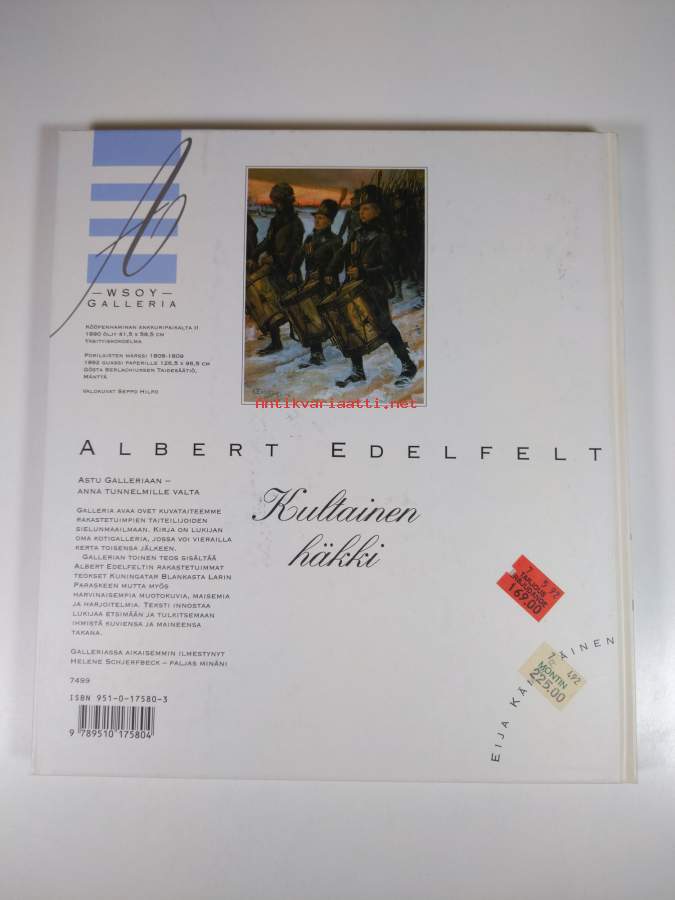 — WSOY —
GALLERIA
KÖÖPENHAMINAN ANKKURIPAIKALTA II
1890 ÖLJY 41,5 X 58,5 CM
YKSITYISKOKOELMA
PORILAISTEN MARSSI 1808-1809
1892 GUASSI PAPERILLE 126,5 X 96,5 CM
GÖSTA SERLACHIUKSEN TAIDESÄÄTIÖ,
MÄNTTÄ
VALOKUVAT SEPPO HILPO
Antikvariaatti.net
ALBERT EDELFELT
ASTU GALLERIAAN –
ANNA TUNNELMILLE VALTA
GALLERIA AVAA OVET KUVATAITEEMME
RAKASTETUIMPIEN TAITEILIJOIDEN
SIELUNMAAILMAAN. KIRJA ON LUKIJAN
OMA KOTIGALLERIA, JOSSA VOI VIERAILLA
KERTA TOISENSA JÄLKEEN.
GALLERIAN TOINEN TEOS SISÄLTÄÄ
ALBERT EDELFELTIN RAKASTETUIMMAT
TEOKSET KUNINGATAR BLANKASTA LARIN
PARASKEEN MUTTA MYÖS
HARVINAISEMPIA MUOTOKUVIA, MAISEMIA
JA HARJOITELMIA. TEKSTI INNOSTAA
LUKIJAA ETSIMÄÄN JA TULKITSEMAAN
IHMISTÄ KUVIENSA JA MAINEENSA
TAKANA.
GALLERIASSA AIKAISEMMIN ILMESTYNYT
HELENE SCHJERFBECK – PALJAS MINÄNI
7499
ISBN 951-0-17580-3
9 789510 175804
Kultainen
häkki
TARJOUS
169.00
MONTIN
225.00
EIJA